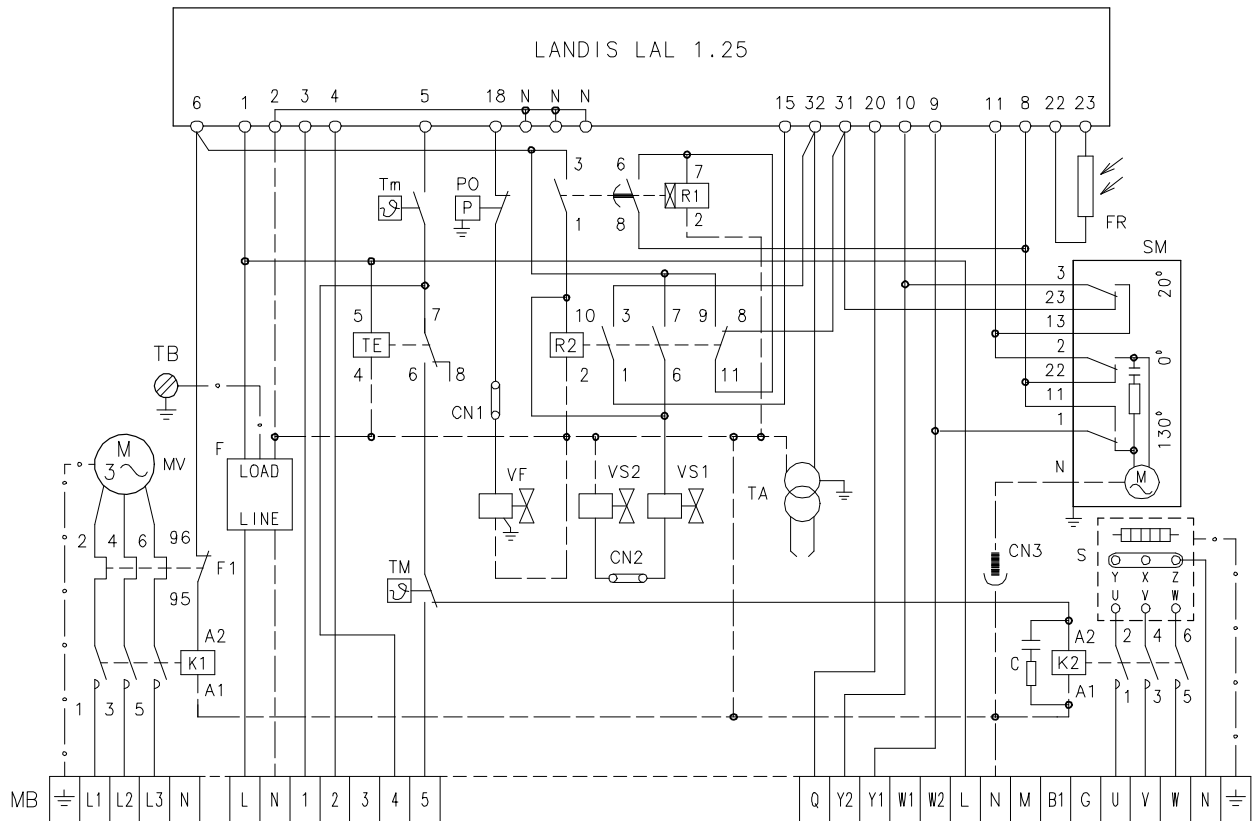 LANDIS LAL 1.25
6 1 2 3 4 5 18 N N N 15 32 31 20 10 9 11 8 22 23
3 6 7
Tm PO P R1
1 8 2 FR
SM
3 20°
23
5 7 10 3 7 9 8 13
TB TE R2 2 0°
4 6 8 2 1 6 11 22
CN1 11
1 130°
M 3 MV F LOAD VF VS2 VS1 TA N M
LINE
2 4 6 96 CN2 CN3 S
F1 TM Y X Z
95 U V W
A2 A2 2 4 6
K1 C K2
A1 A1
1 3 5 1 3 5
MB L1 L2 L3 N L N 1 2 3 4 5 Q Y2 Y1 W1 W2 L N M B1 G U V W N